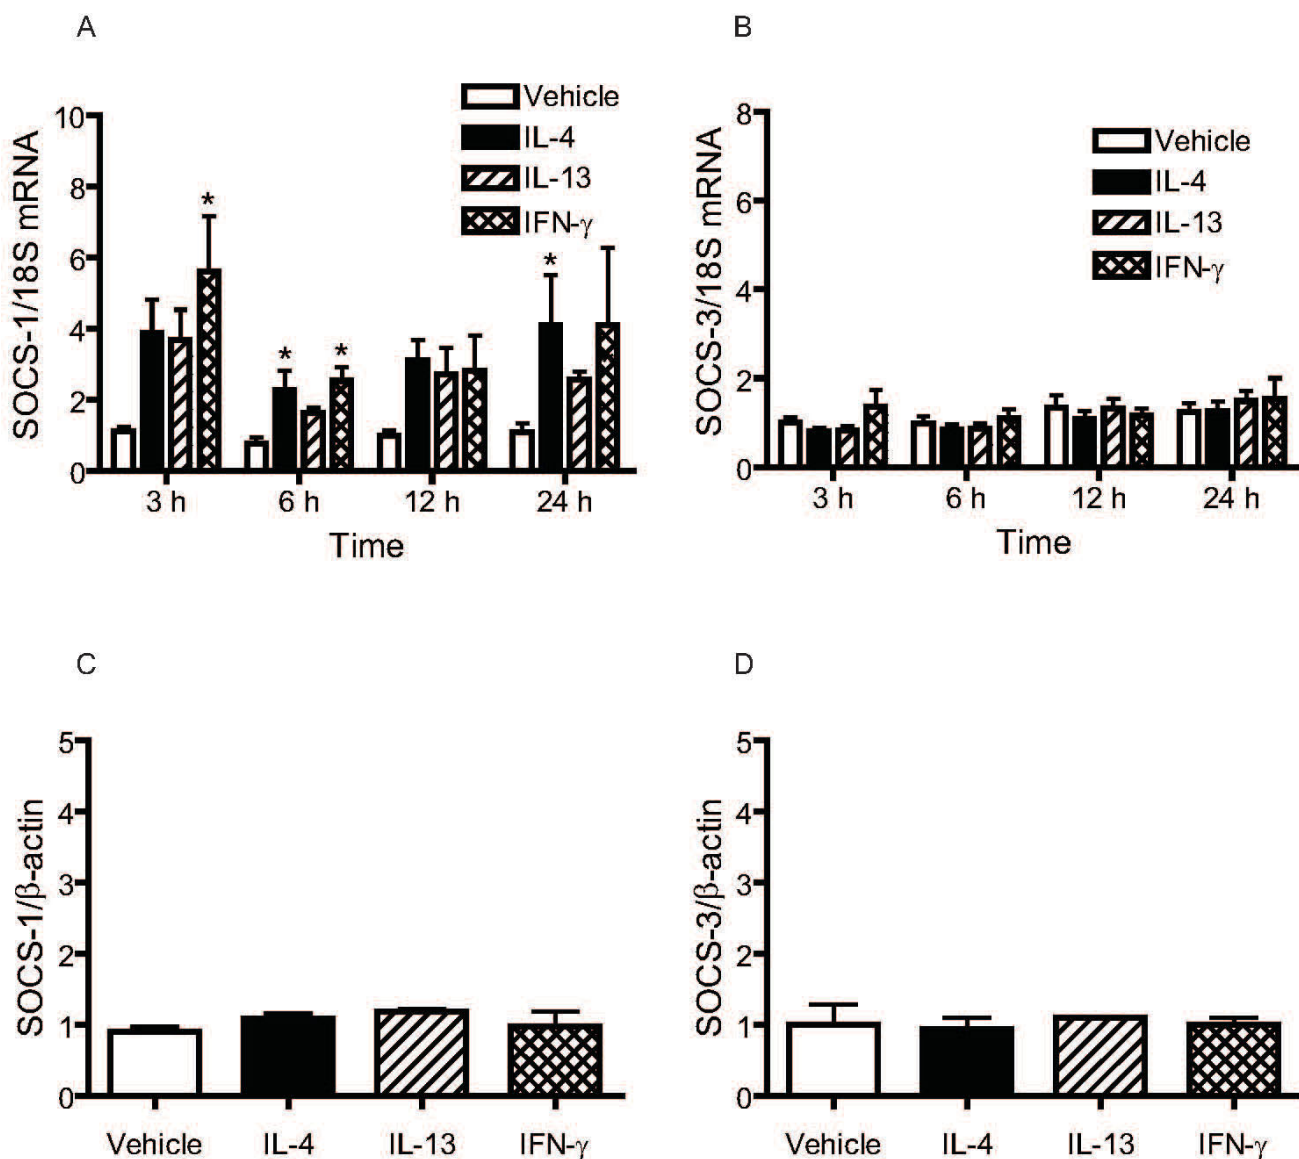 A
Vehicle
IL-4
IL-13
IFN-γ
SOCS-1/18S mRNA
10
8
6
4
2
0
*
* *
*
3 h 6 h 12 h 24 h
Time
B
Vehicle
IL-4
IL-13
IFN-γ
SOCS-3/18S mRNA
8
6
4
2
0
3 h 6 h 12 h 24 h
Time
C
SOCS-1/β-actin
5
4
3
2
1
0
Vehicle IL-4 IL-13 IFN-γ
D
SOCS-3/β-actin
5
4
3
2
1
0
Vehicle IL-4 IL-13 IFN-γ